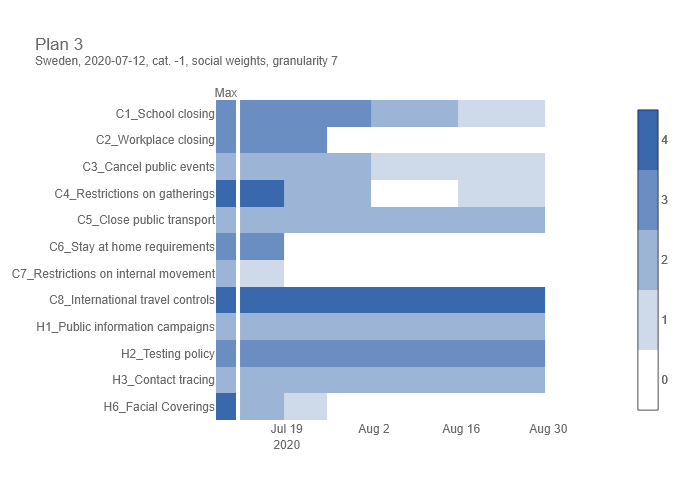 Plan 3
Sweden, 2020-07-12, cat. -1, social weights, granularity 7
Max
C1_School closing
C2_Workplace closing
C3_Cancel public events
C4_Restrictions on gatherings
C5_Close public transport
C6_Stay at home requirements
C7_Restrictions on internal movement
C8_International travel controls
H1_Public information campaigns
H2_Testing policy
H3_Contact tracing
H6_Facial Coverings
Jul 19
2020
Aug 2
Aug 16
Aug 30
4
3
2
1
0